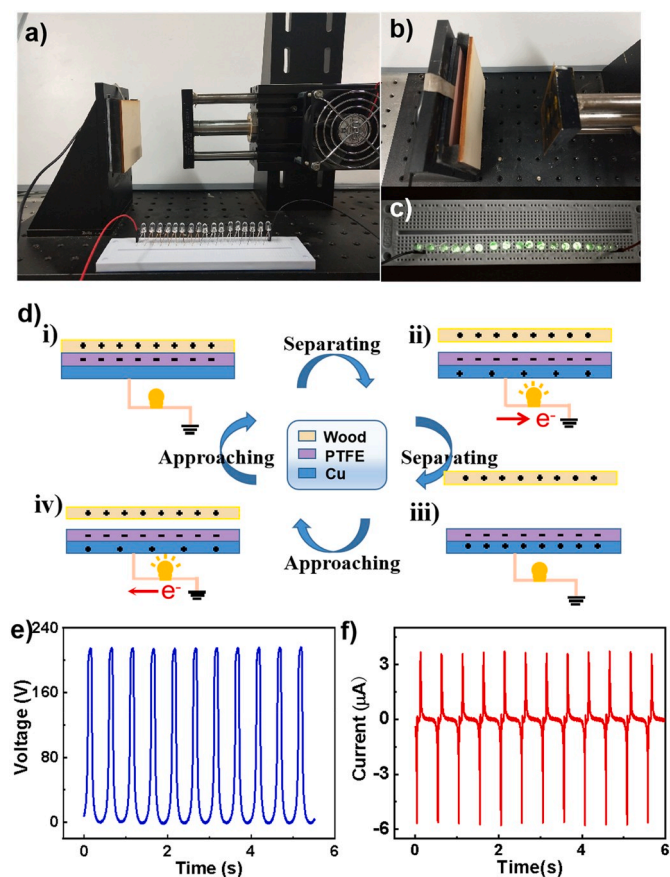 a)
b)
c)
d)
i)
Separating
ii)
e-
Wood
PTFE
Cu
Approaching
Separating
iv)
iii)
e-
Approaching
e)
240
160
80
0
Voltage (V)
0 2 4 6
Time (s)
f)
3
0
-3
-6
Current (μA)
0 2 4 6
Time(s)